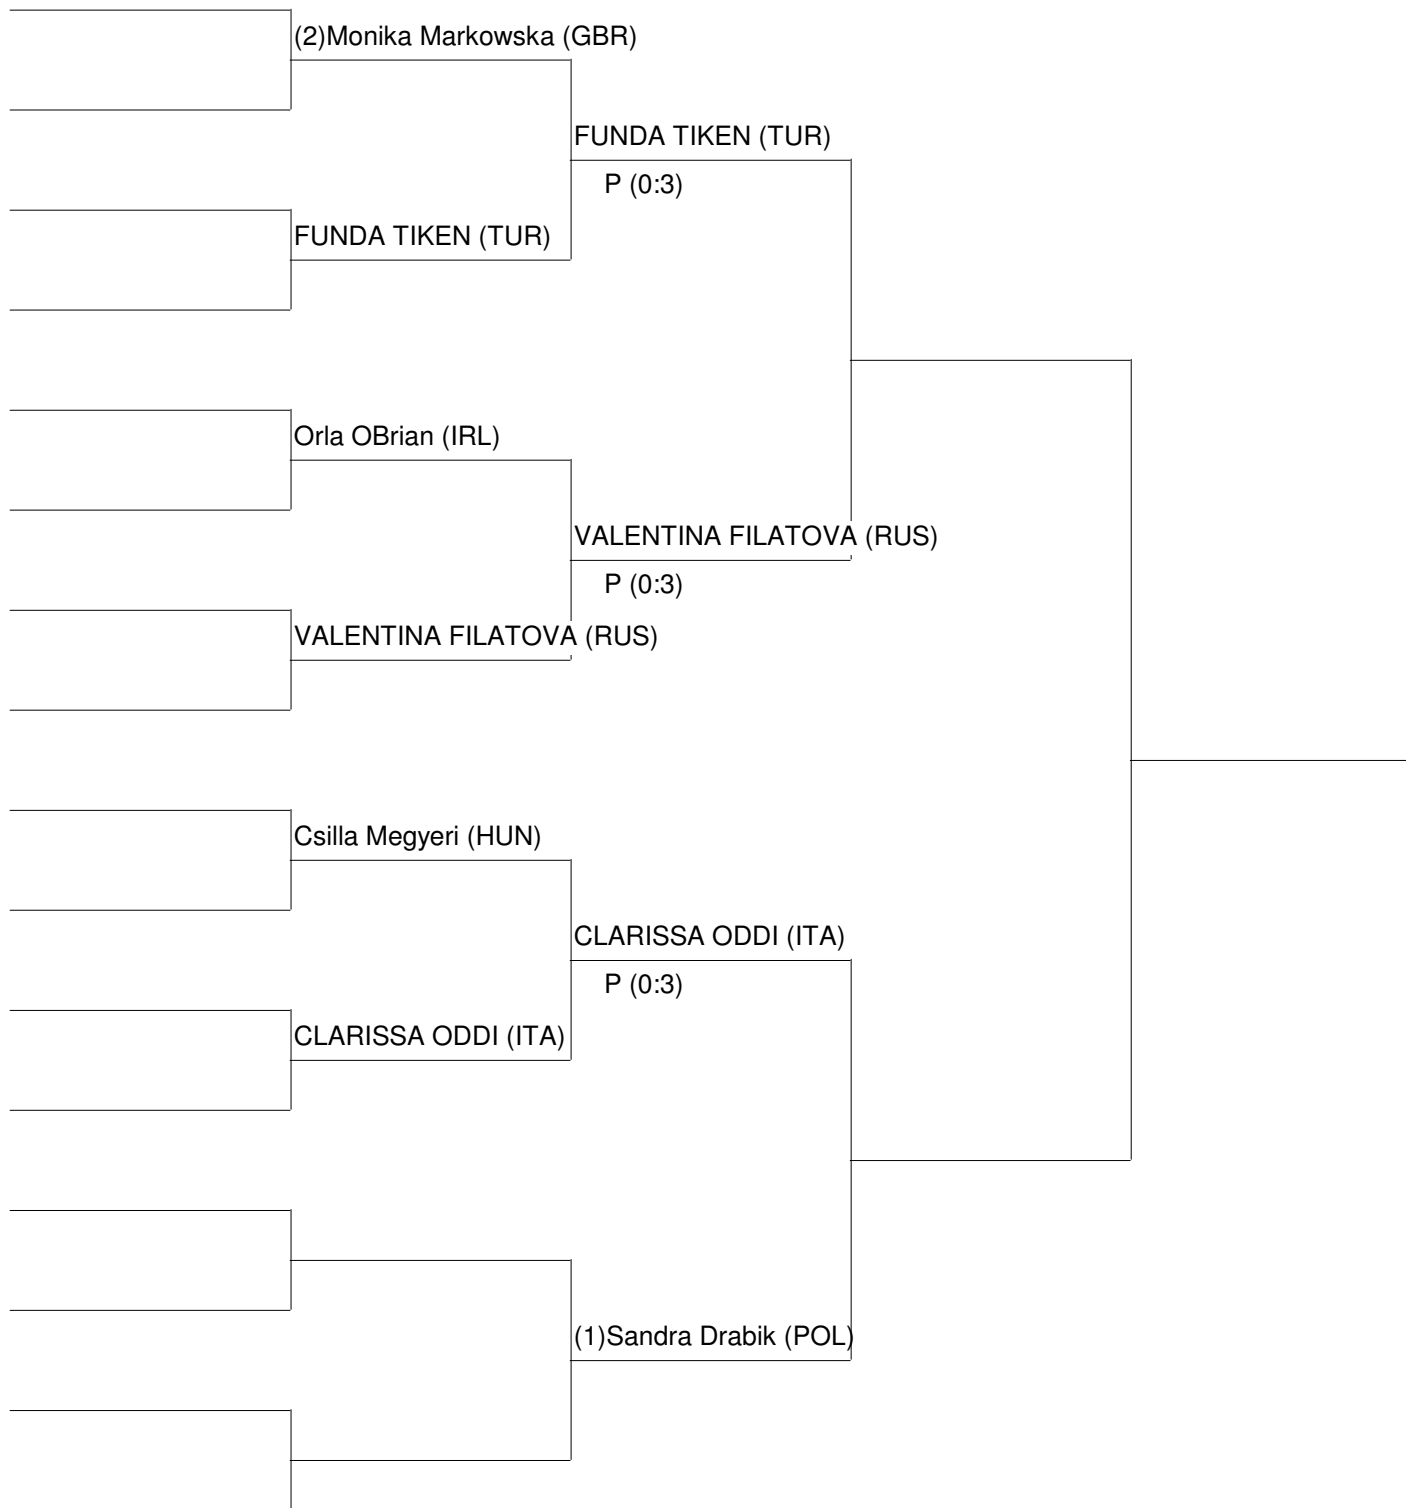 (2)Monika Markowska (GBR)
FUNDA TIKEN (TUR)
P (0:3)
FUNDA TIKEN (TUR)
Orla OBrian (IRL)
VALENTINA FILATOVA (RUS)
P (0:3)
VALENTINA FILATOVA (RUS)
Csilla Megyeri (HUN)
CLARISSA ODDI (ITA)
P (0:3)
CLARISSA ODDI (ITA)
(1)Sandra Drabik (POL)